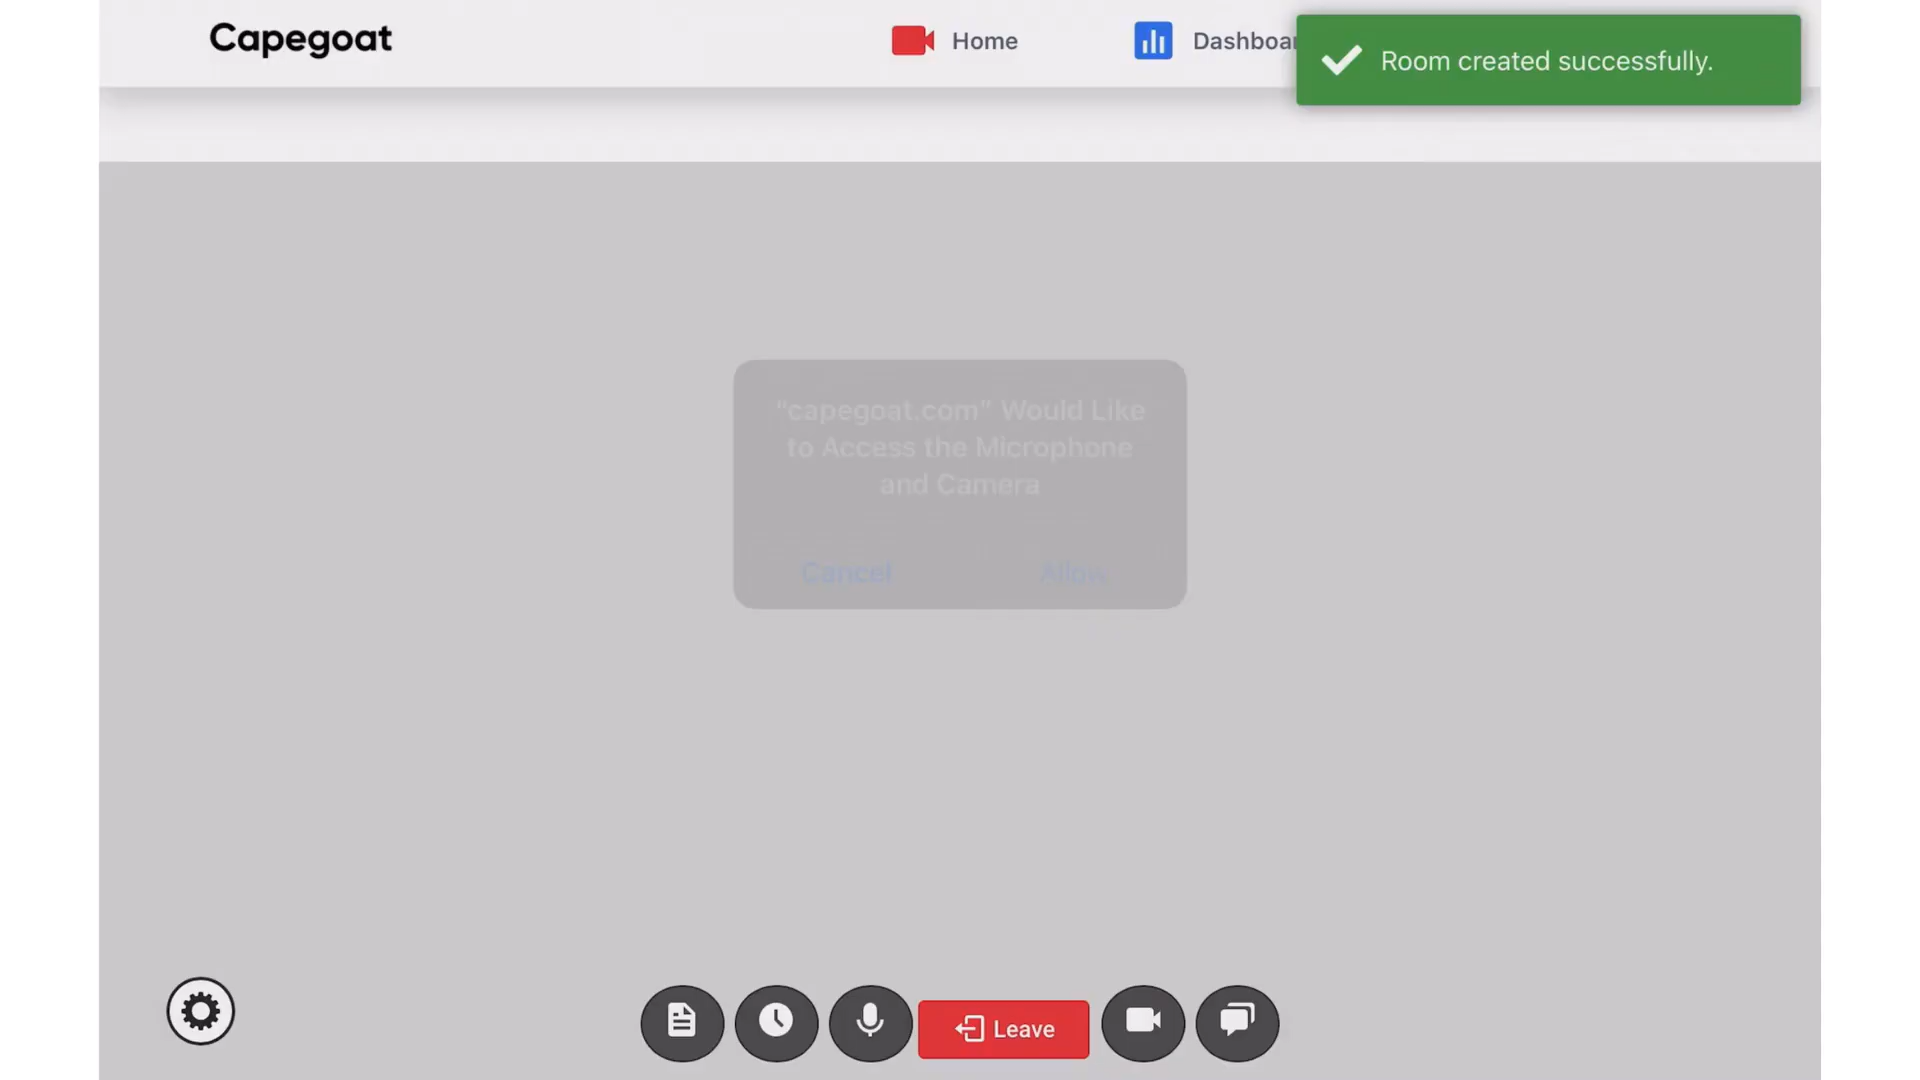 Capegoat
Home
Dashboar
Room created successfully.
"capegoat.com" Would Like
to Access the Microphone
and Camera
Cancel
Allow
Leave